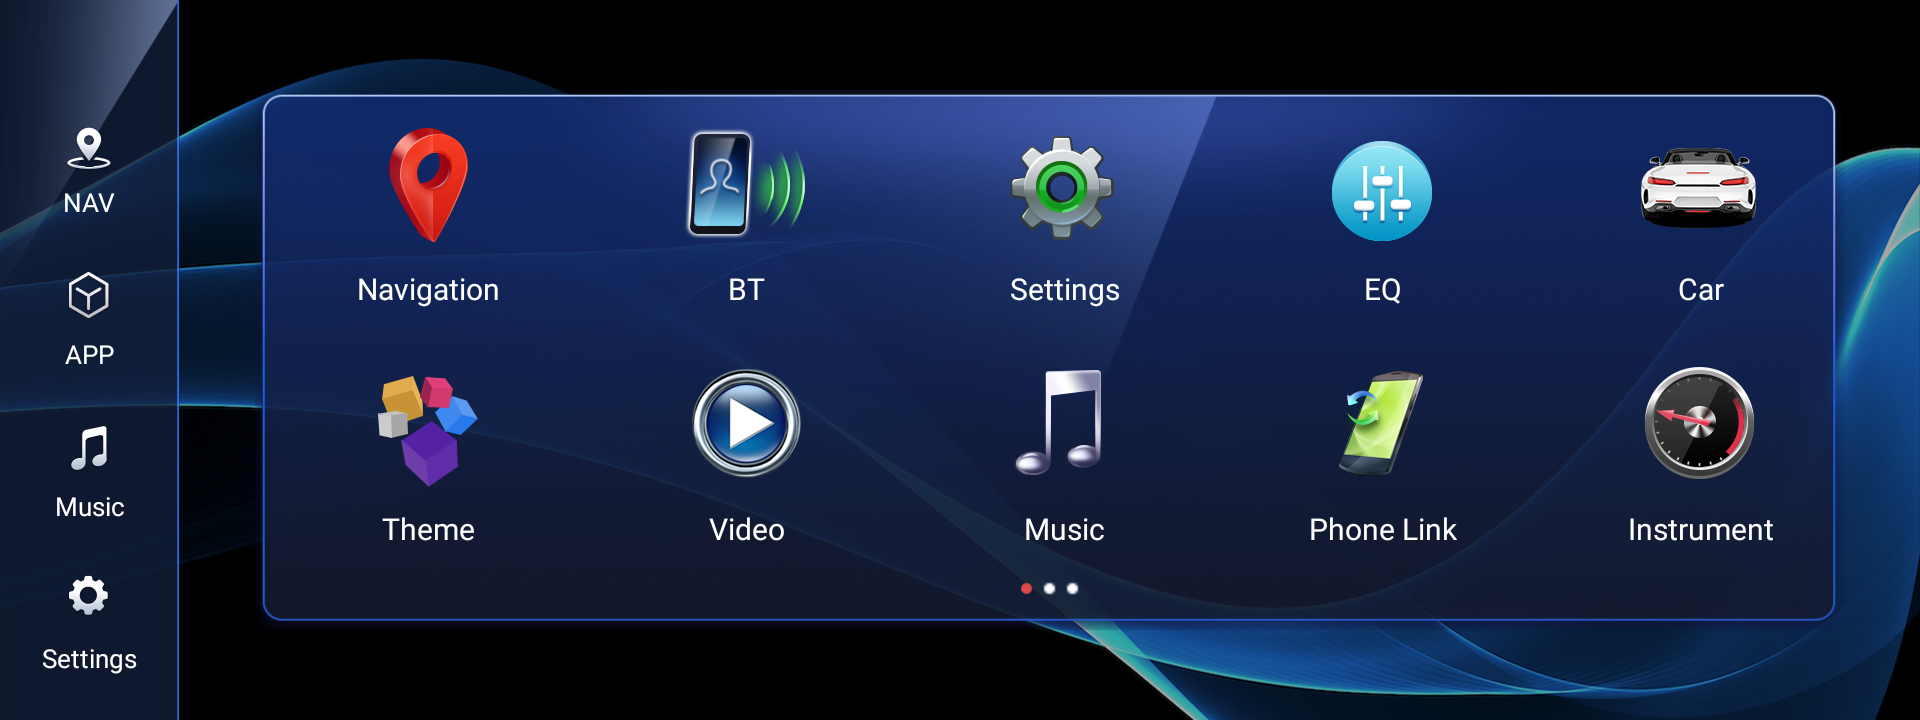 NAV
APP
Music
Settings
Navigation
BT
Settings
EQ
Car
Theme
Video
Music
Phone Link
Instrument